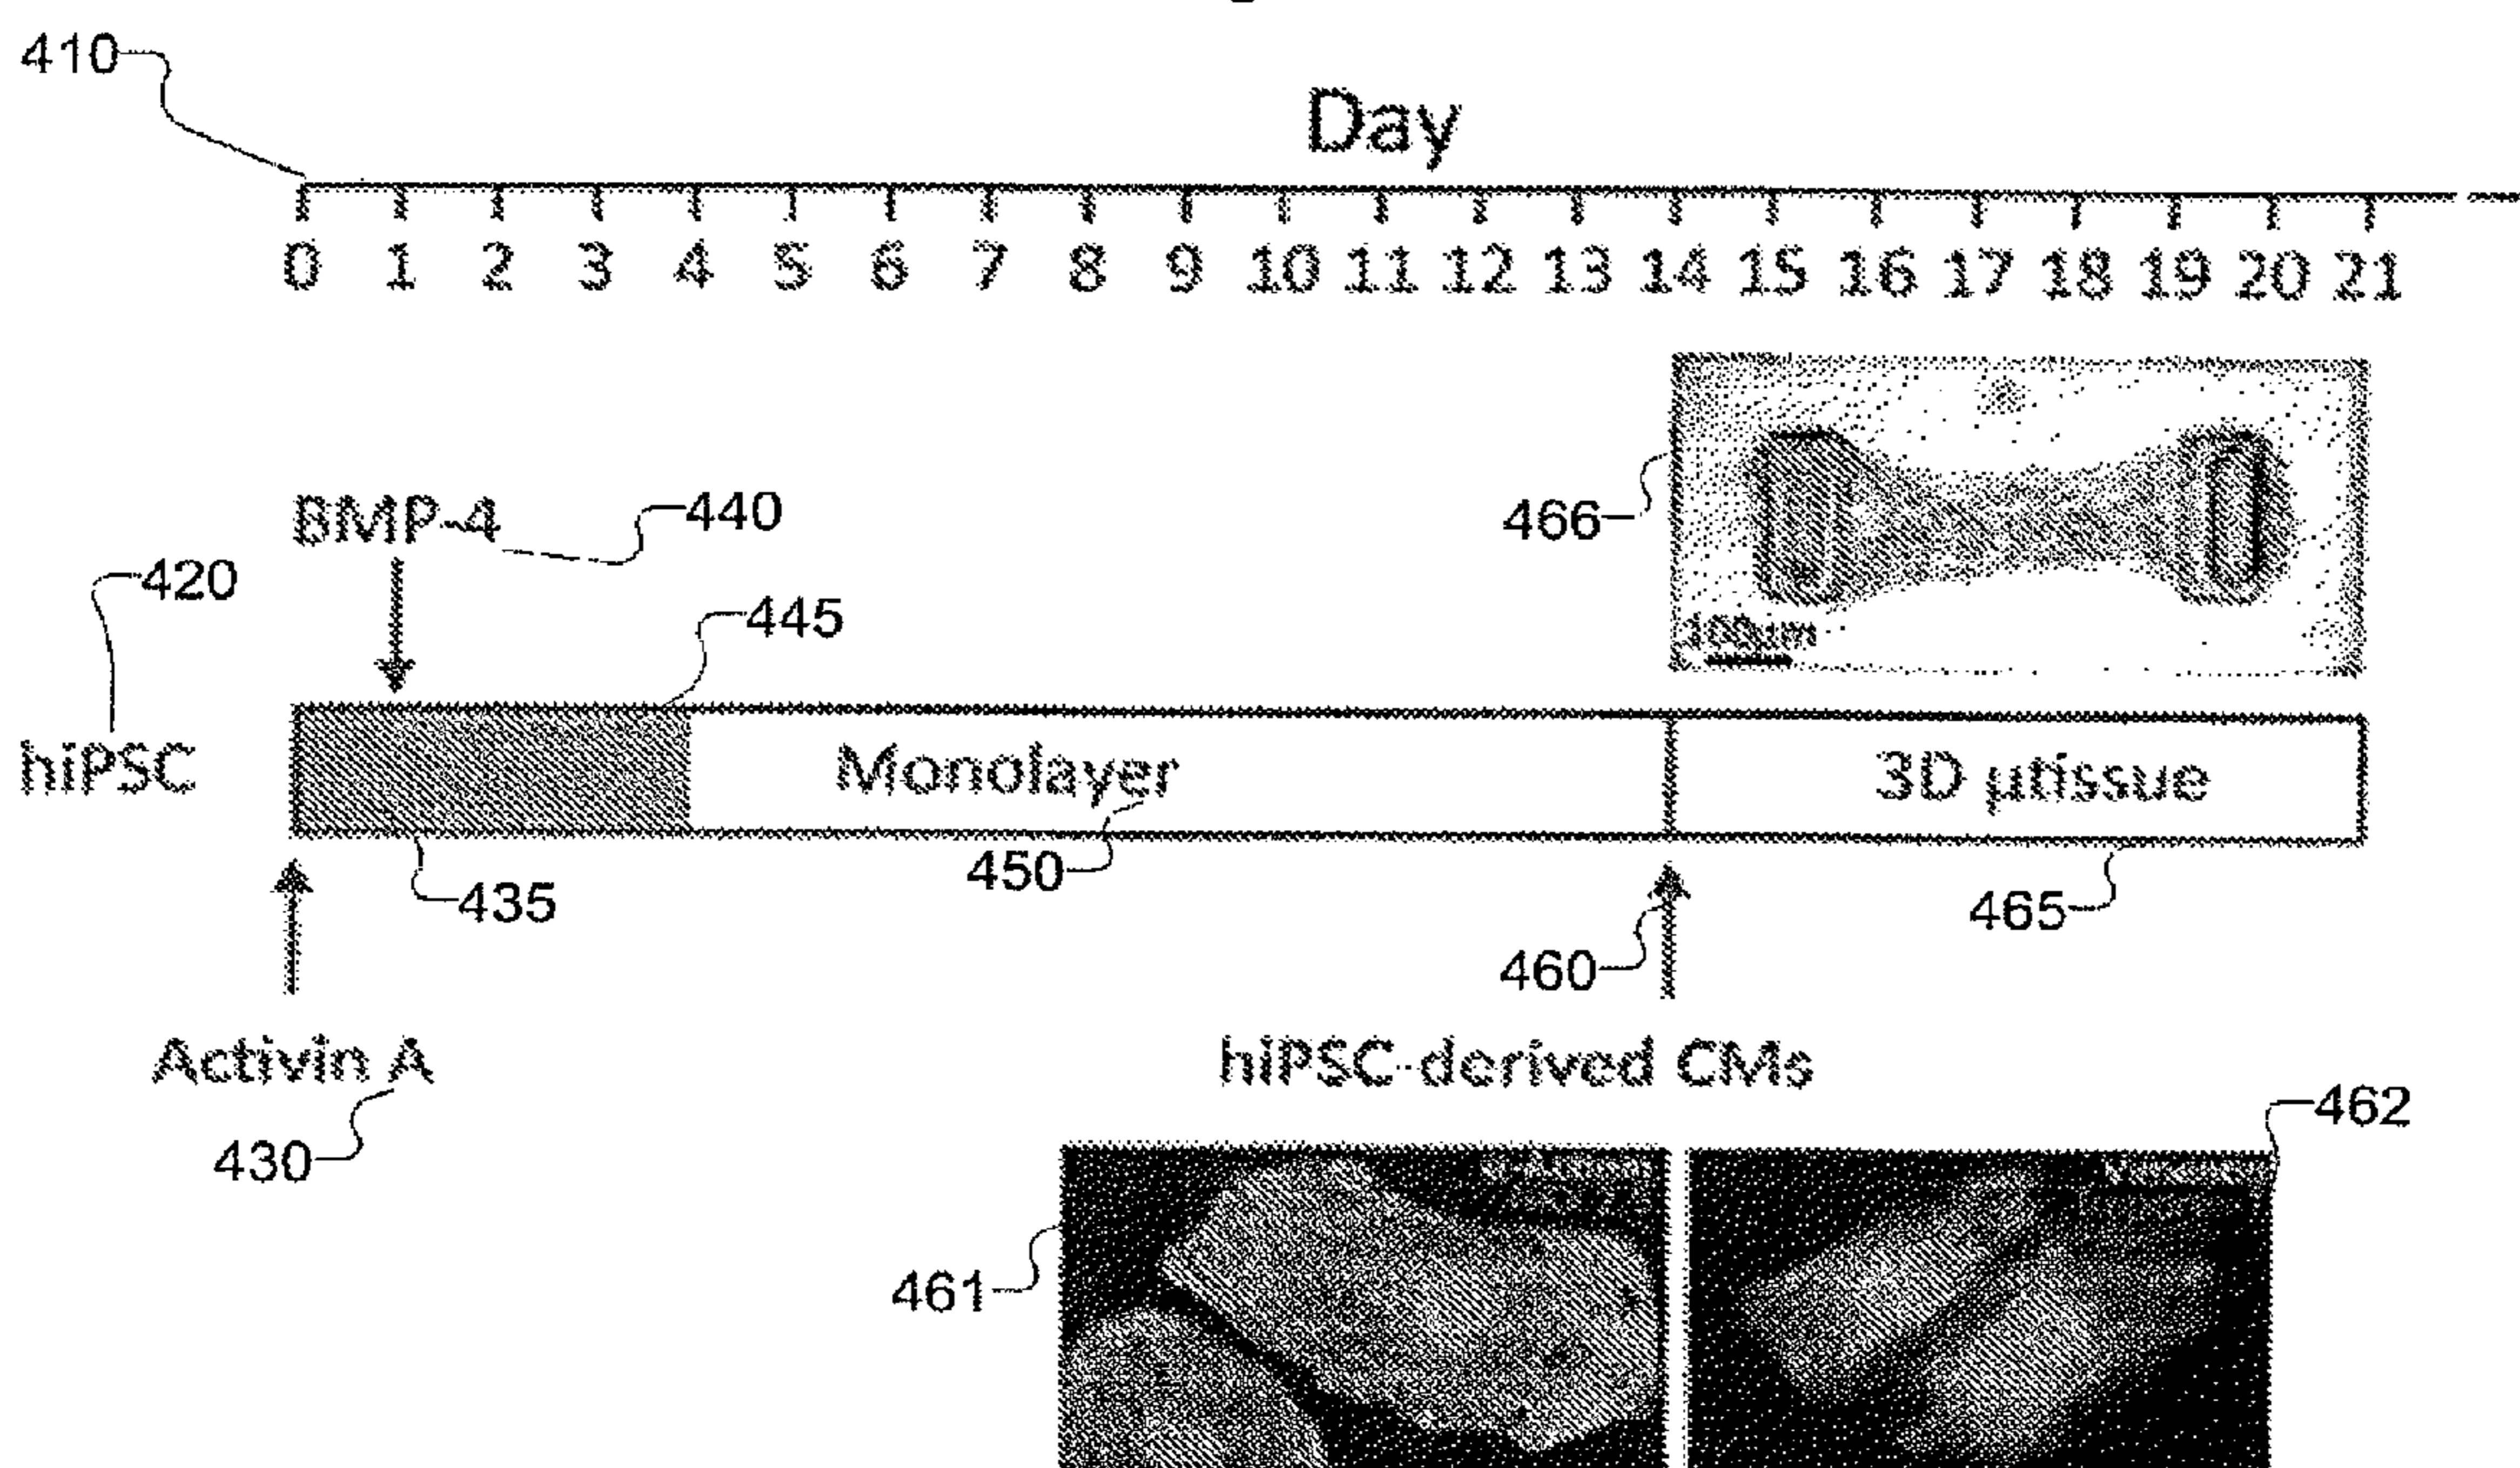 410
Day
0 1 2 3 4 5 6 7 8 9 10 11 12 13 14 15 16 17 18 19 20 21
466
BMP-4
440
420
445
hiPSC
Monolayer
3D µtissue
435
450
465
460
Activin A
430
hiPSC-derived CMs
462
461